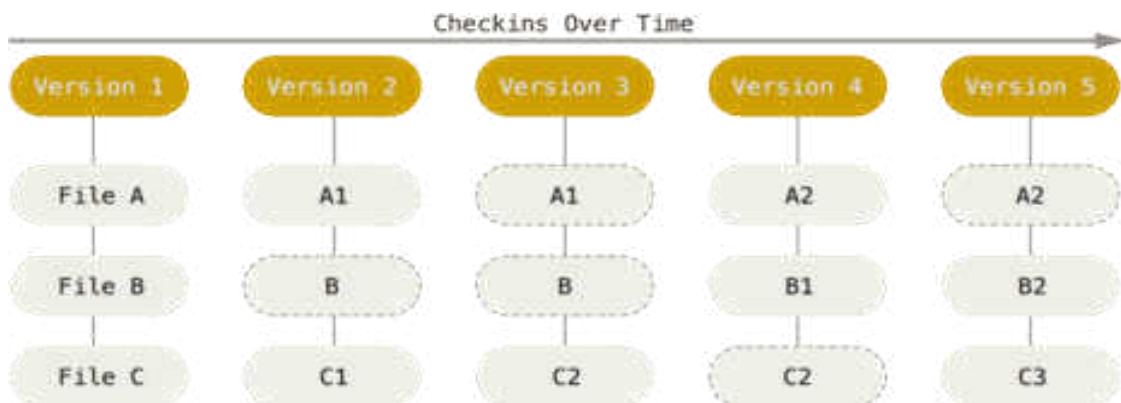 Checkins Over Time
Version 1 Version 2 Version 3 Version 4 Version 5
File A A1 A1 A2 A2
File B B B B1 B2
File C C1 C2 C2 C3